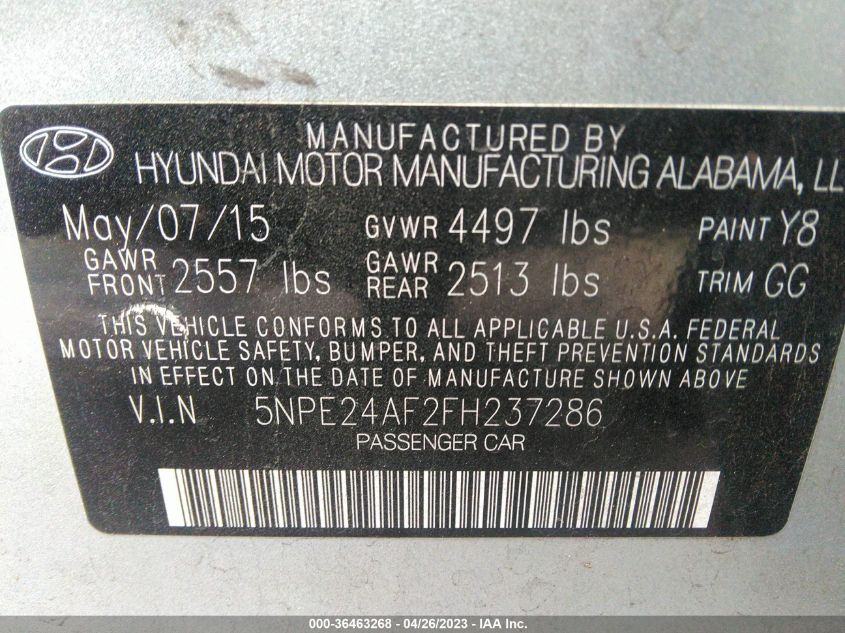 MANUFACTURED BY
HYUNDAI MOTOR MANUFACTURING ALABAMA, LL
May/07/15 GVWR 4497 lbs PAINT Y8
GAWR FRONT 2557 lbs GAWR REAR 2513 lbs TRIM GG
THIS VEHICLE CONFORMS TO ALL APPLICABLE U.S.A. FEDERAL
MOTOR VEHICLE SAFETY, BUMPER, AND THEFT PREVENTION STANDARDS
IN EFFECT ON THE DATE OF MANUFACTURE SHOWN ABOVE
V.I.N 5NPE24AF2FH237286
PASSENGER CAR
000-36463268 - 04/26/2023 - IAA Inc.